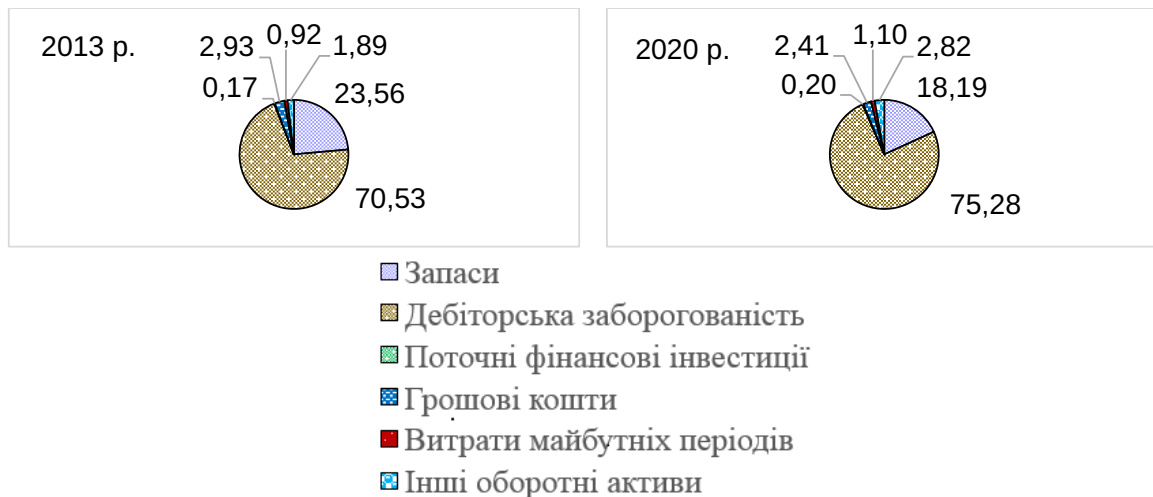 2013 р.
2,93
0,92
1,89
0,17
23,56
70,53
2020 р.
2,41
1,10
2,82
0,20
18,19
75,28
Запаси
Дебіторська заборогованість
Поточні фінансові інвестиції
Грошові кошти
Витрати майбутніх періодів
Інші оборотні активи